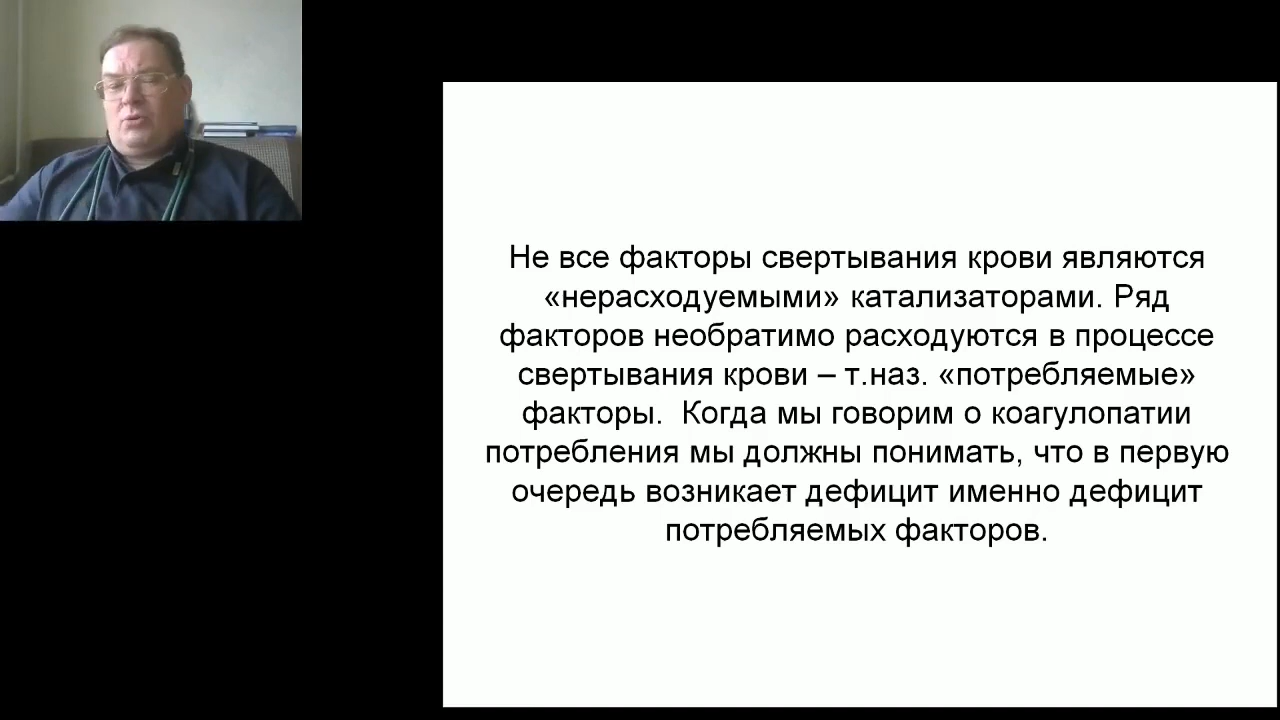 Не все факторы свертывания крови являются
«нерасходуемыми» катализаторами. Ряд
факторов необратимо расходуются в процессе
свертывания крови – т.наз. «потребляемые»
факторы.  Когда мы говорим о коагулопатии
потребления мы должны понимать, что в первую
очередь возникает дефицит именно дефицит
потребляемых факторов.